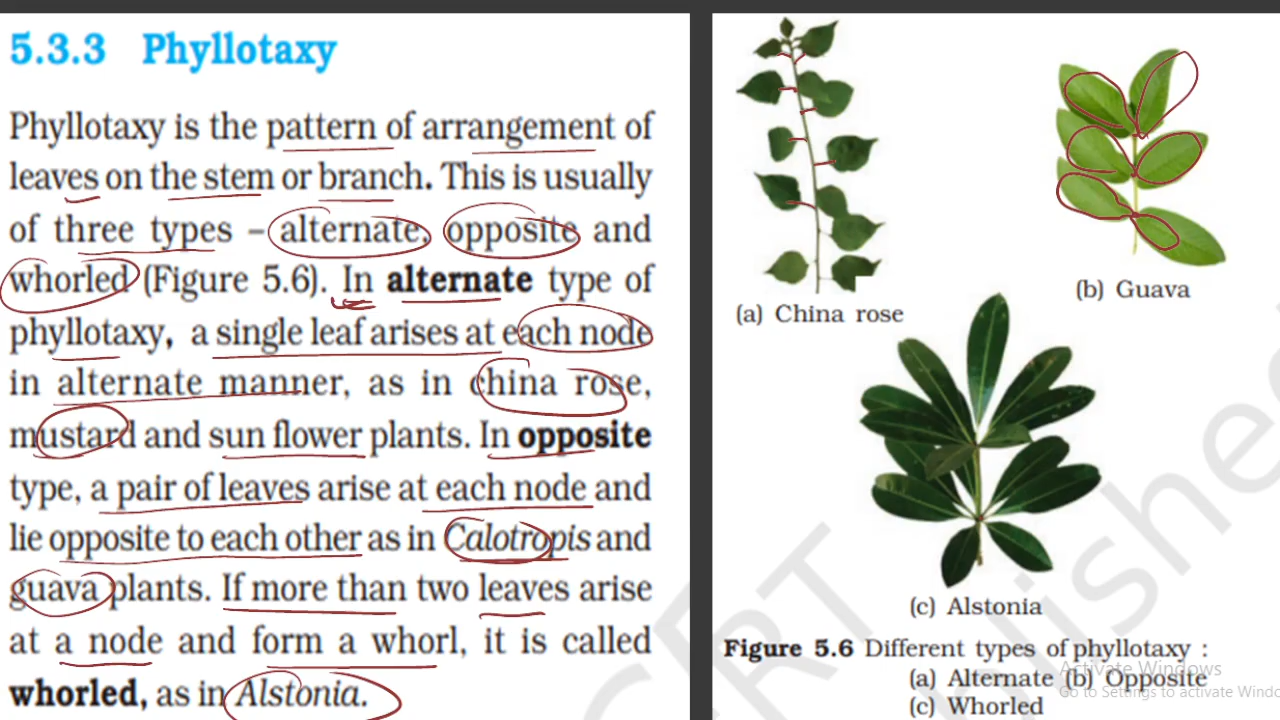 5.3.3 Phyllotaxy
Phyllotaxy is the pattern of arrangement of
leaves on the stem or branch. This is usually
of three types – alternate, opposite and
whorled (Figure 5.6). In alternate type of
phyllotaxy, a single leaf arises at each node
in alternate manner, as in china rose,
mustard and sun flower plants. In opposite
type, a pair of leaves arise at each node and
lie opposite to each other as in Calotropis and
guava plants. If more than two leaves arise
at a node and form a whorl, it is called
whorled, as in Alstonia.
(a) China rose
(b) Guava
(c) Alstonia
Figure 5.6 Different types of phyllotaxy :
(a) Alternate (b) Opposite
(c) Whorled
Activate Windows
Go to Settings to activate Windo